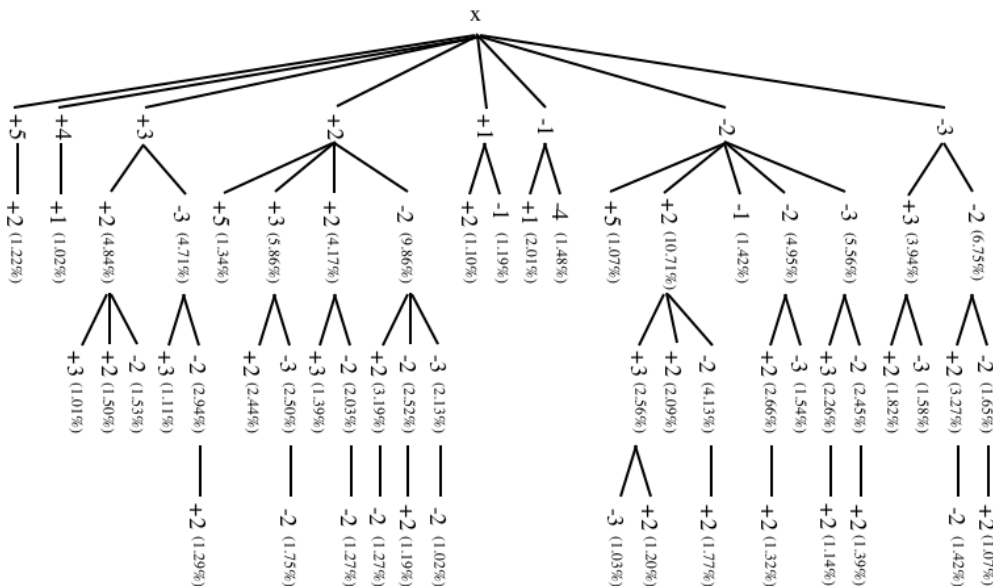 x
+5 +4 +3 +2 +1 -1 -2 -3
+2 (1.22%) +1 (1.02%) +2 (4.84%) -3 (4.71%) +5 (1.34%) +3 (5.86%) +2 (4.17%) -2 (9.86%) +2 (1.10%) -1 (1.19%) +1 (2.01%) -4 (1.48%) +5 (1.07%) +2 (10.71%) -1 (1.42%) -2 (4.95%) -3 (5.56%) +3 (3.94%) -2 (6.75%)
+3 (1.01%) +2 (1.50%) -2 (1.53%) +3 (1.11%) -2 (2.94%) +2 (2.44%) -3 (2.50%) +3 (1.39%) -2 (2.03%) +2 (3.19%) -2 (2.52%) -3 (2.13%) +3 (2.56%) +2 (2.09%) -2 (4.13%) +2 (2.66%) -3 (1.54%) +3 (2.26%) -2 (2.45%) +2 (1.82%) -3 (1.58%) +2 (3.27%) -2 (1.65%)
+2 (1.29%) -2 (1.75%) -2 (1.27%) -2 (1.27%) +2 (1.19%) -2 (1.02%) -3 (1.03%) +2 (1.20%) +2 (1.77%) +2 (1.32%) +2 (1.14%) +2 (1.39%) -2 (1.42%) +2 (1.07%)